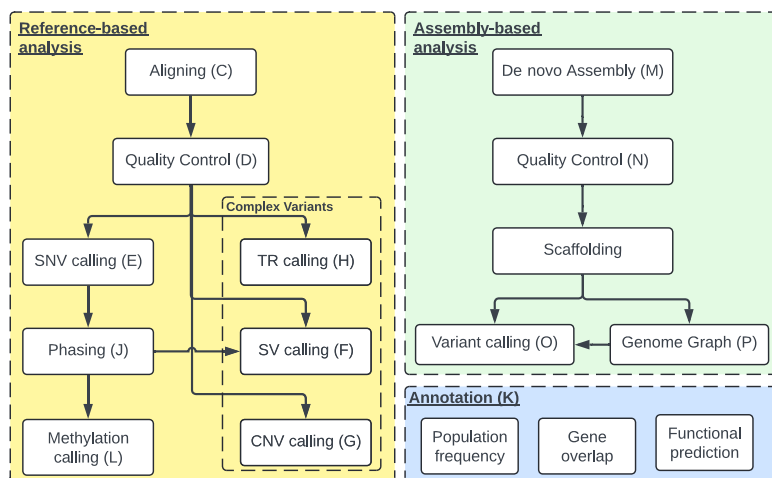 Reference-based
analysis
Aligning (C)
Quality Control (D)
Complex Variants
SNV calling (E)
TR calling (H)
Phasing (J)
SV calling (F)
Methylation
calling (L)
CNV calling (G)
Assembly-based
analysis
De novo Assembly (M)
Quality Control (N)
Scaffolding
Variant calling (O)
Genome Graph (P)
Annotation (K)
Population
frequency
Gene
overlap
Functional
prediction